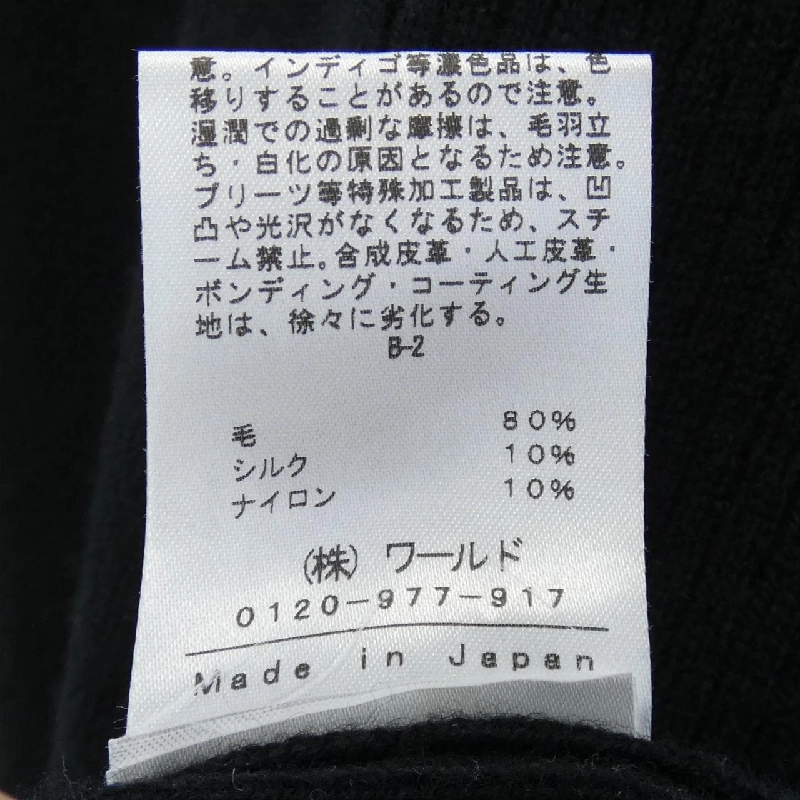 意。インディゴ等濃色品は、色
移りすることがあるので注意。
湿潤での過剰な摩擦は、毛羽立
ち・白化の原因となるため注意。
プリーツ等特殊加工製品は、凹
凸や光沢がなくなるため、スチ
ーム禁止。合成皮革・人工皮革・
ボンディング・コーティング生
地は、徐々に劣化する。
B-2
毛 80%
シルク 10%
ナイロン 10%
(株) ワールド
0120-977-917
Made in Japan